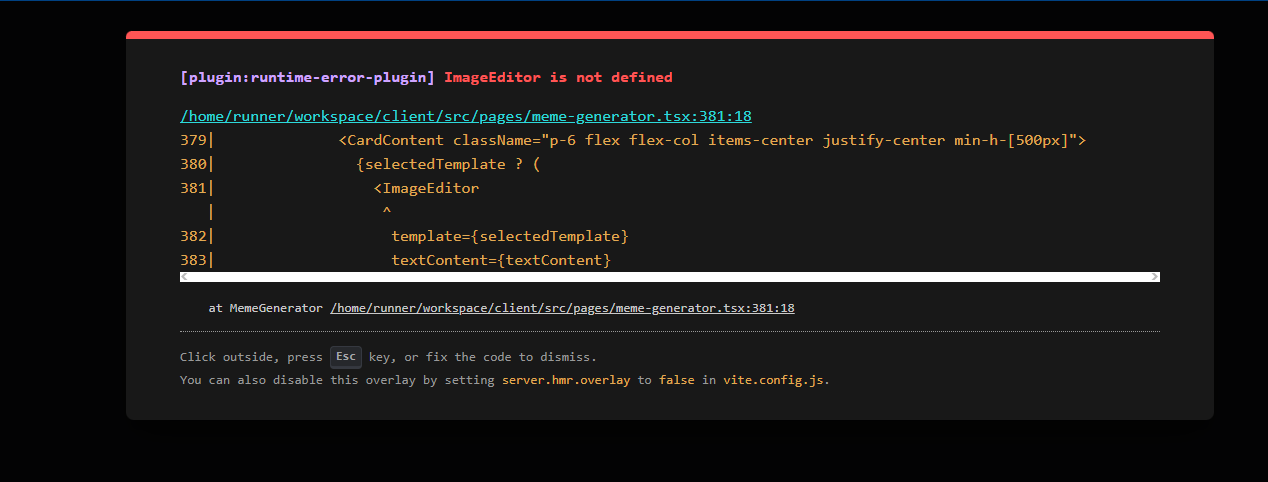 [plugin:runtime-error-plugin] ImageEditor is not defined
/home/runner/workspace/client/src/pages/meme-generator.tsx:381:18
379|              <CardContent className="p-6 flex flex-col items-center justify-center min-h-[500px]">
380|                {selectedTemplate ? (
381|                  <ImageEditor
   |                   ^
382|                    template={selectedTemplate}
383|                    textContent={textContent}
at MemeGenerator /home/runner/workspace/client/src/pages/meme-generator.tsx:381:18
Click outside, press Esc key, or fix the code to dismiss.
You can also disable this overlay by setting server.hmr.overlay to false in vite.config.js.